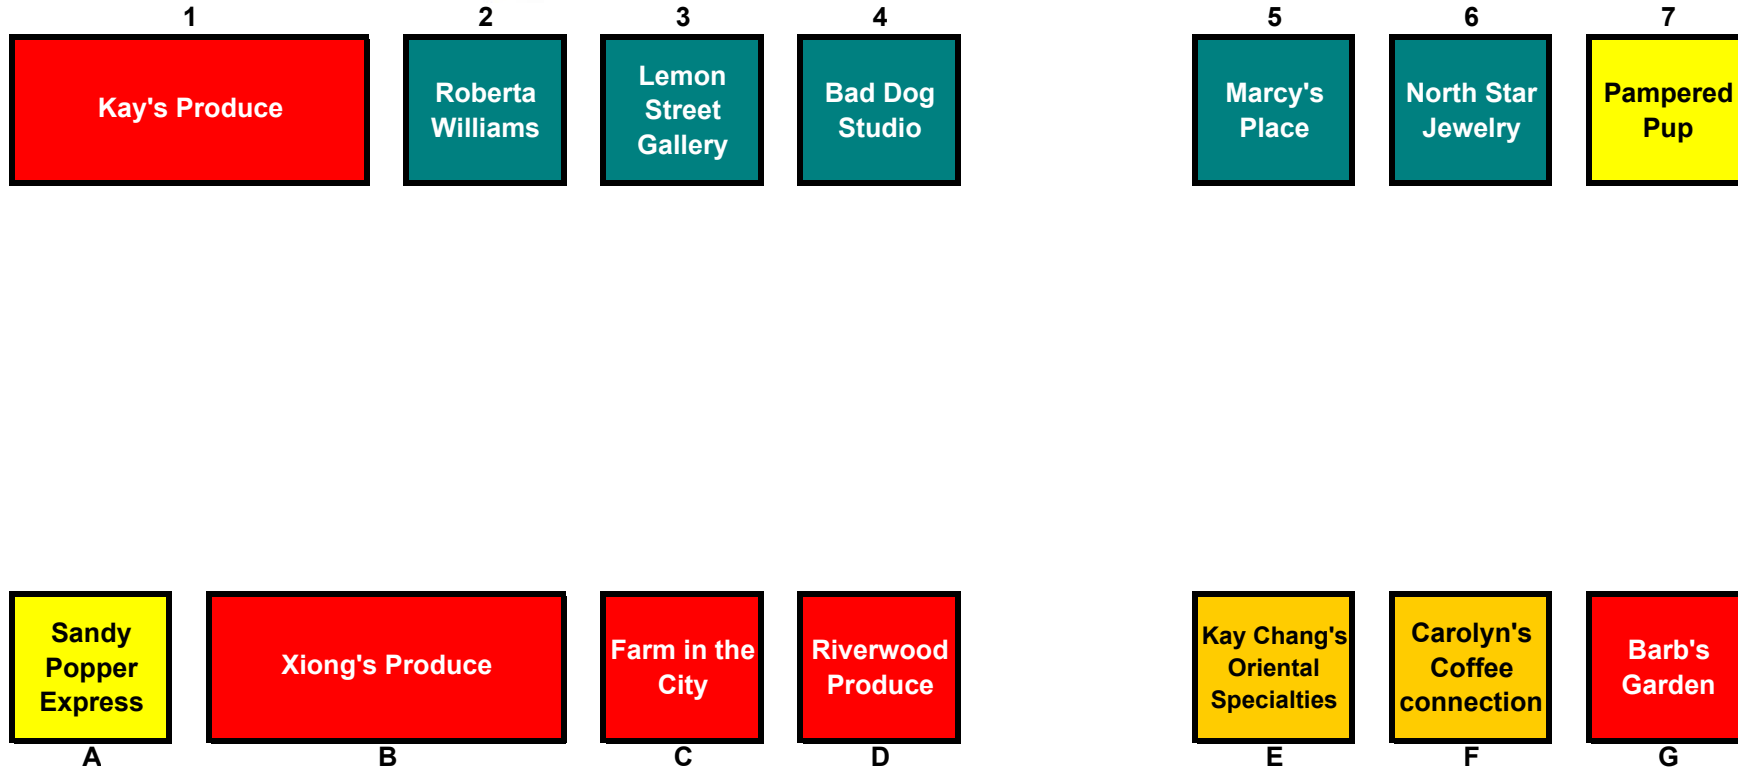 1 2 3 4 5 6 7
Kay's Produce
Roberta
Williams
Lemon
Street
Gallery
Bad Dog
Studio
Marcy's
Place
North Star
Jewelry
Pampered
Pup
Sandy
Popper
Express
Xiong's Produce
Farm in the
City
Riverwood
Produce
Kay Chang's
Oriental
Specialties
Carolyn's
Coffee
connection
Barb's
Garden
A B C D E F G